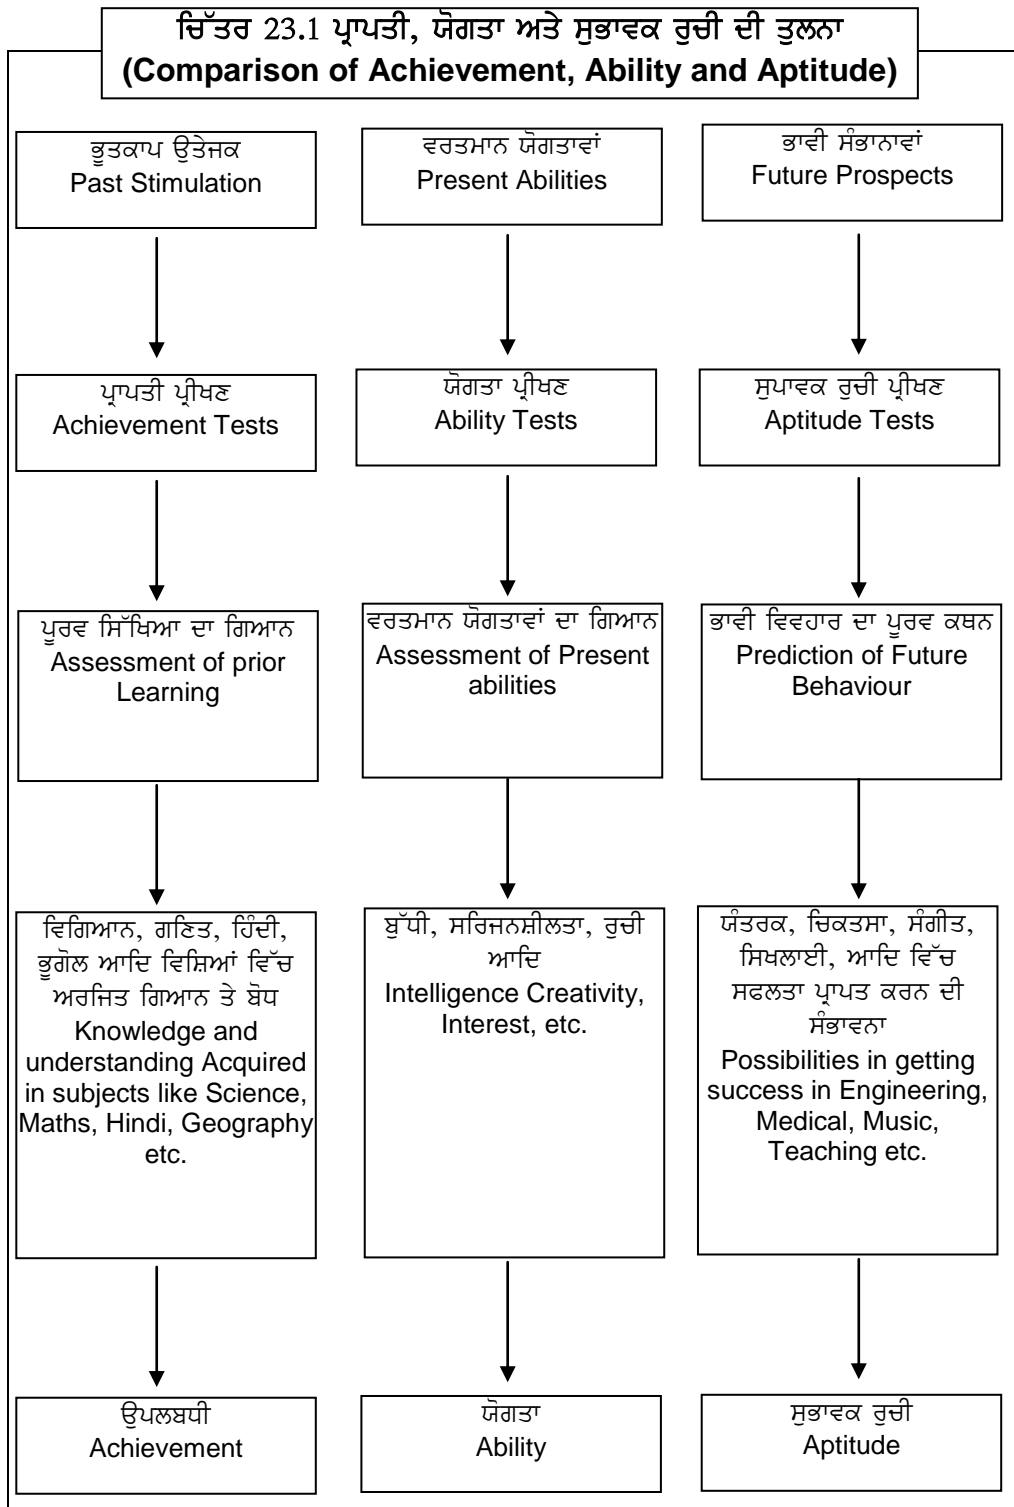 ਚਿੱਤਰ 23.1 ਪ੍ਰਾਪਤੀ, ਯੋਗਤਾ ਅਤੇ ਸੁਭਾਵਕ ਰੁਚੀ ਦੀ ਤੁਲਨਾ
(Comparison of Achievement, Ability and Aptitude)
ਭੂਤਕਾਪ ਉਤੇਜਕ
Past Stimulation
ਵਰਤਮਾਨ ਯੋਗਤਾਵਾਂ
Present Abilities
ਭਾਵੀ ਸੰਭਾਨਾਵਾਂ
Future Prospects
ਪ੍ਰਾਪਤੀ ਪ੍ਰੀਖਣ
Achievement Tests
ਯੋਗਤਾ ਪ੍ਰੀਖਣ
Ability Tests
ਸੁਪਾਵਕ ਰੁਚੀ ਪ੍ਰੀਖਣ
Aptitude Tests
ਪੂਰਵ ਸਿੱਖਿਆ ਦਾ ਗਿਆਨ
Assessment of prior
Learning
ਵਰਤਮਾਨ ਯੋਗਤਾਵਾਂ ਦਾ ਗਿਆਨ
Assessment of Present
abilities
ਭਾਵੀ ਵਿਵਹਾਰ ਦਾ ਪੂਰਵ ਕਥਨ
Prediction of Future
Behaviour
ਵਿਗਿਆਨ, ਗਣਿਤ, ਹਿੰਦੀ,
ਭੂਗੋਲ ਆਦਿ ਵਿਸ਼ਿਆਂ ਵਿੱਚ
ਅਰਜਿਤ ਗਿਆਨ ਤੇ ਬੋਧ
Knowledge and
understanding Acquired
in subjects like Science,
Maths, Hindi, Geography
etc.
ਬੁੱਧੀ, ਸਰਿਜਨਸ਼ੀਲਤਾ, ਰੁਚੀ
ਆਦਿ
Intelligence Creativity,
Interest, etc.
ਯੰਤਰਕ, ਚਿਕਤਸਾ, ਸੰਗੀਤ,
ਸਿਖਲਾਈ, ਆਦਿ ਵਿੱਚ
ਸਫਲਤਾ ਪ੍ਰਾਪਤ ਕਰਨ ਦੀ
ਸੰਭਾਵਨਾ
Possibilities in getting
success in Engineering,
Medical, Music,
Teaching etc.
ਉਪਲਬਧੀ
Achievement
ਯੋਗਤਾ
Ability
ਸੁਭਾਵਕ ਰੁਚੀ
Aptitude